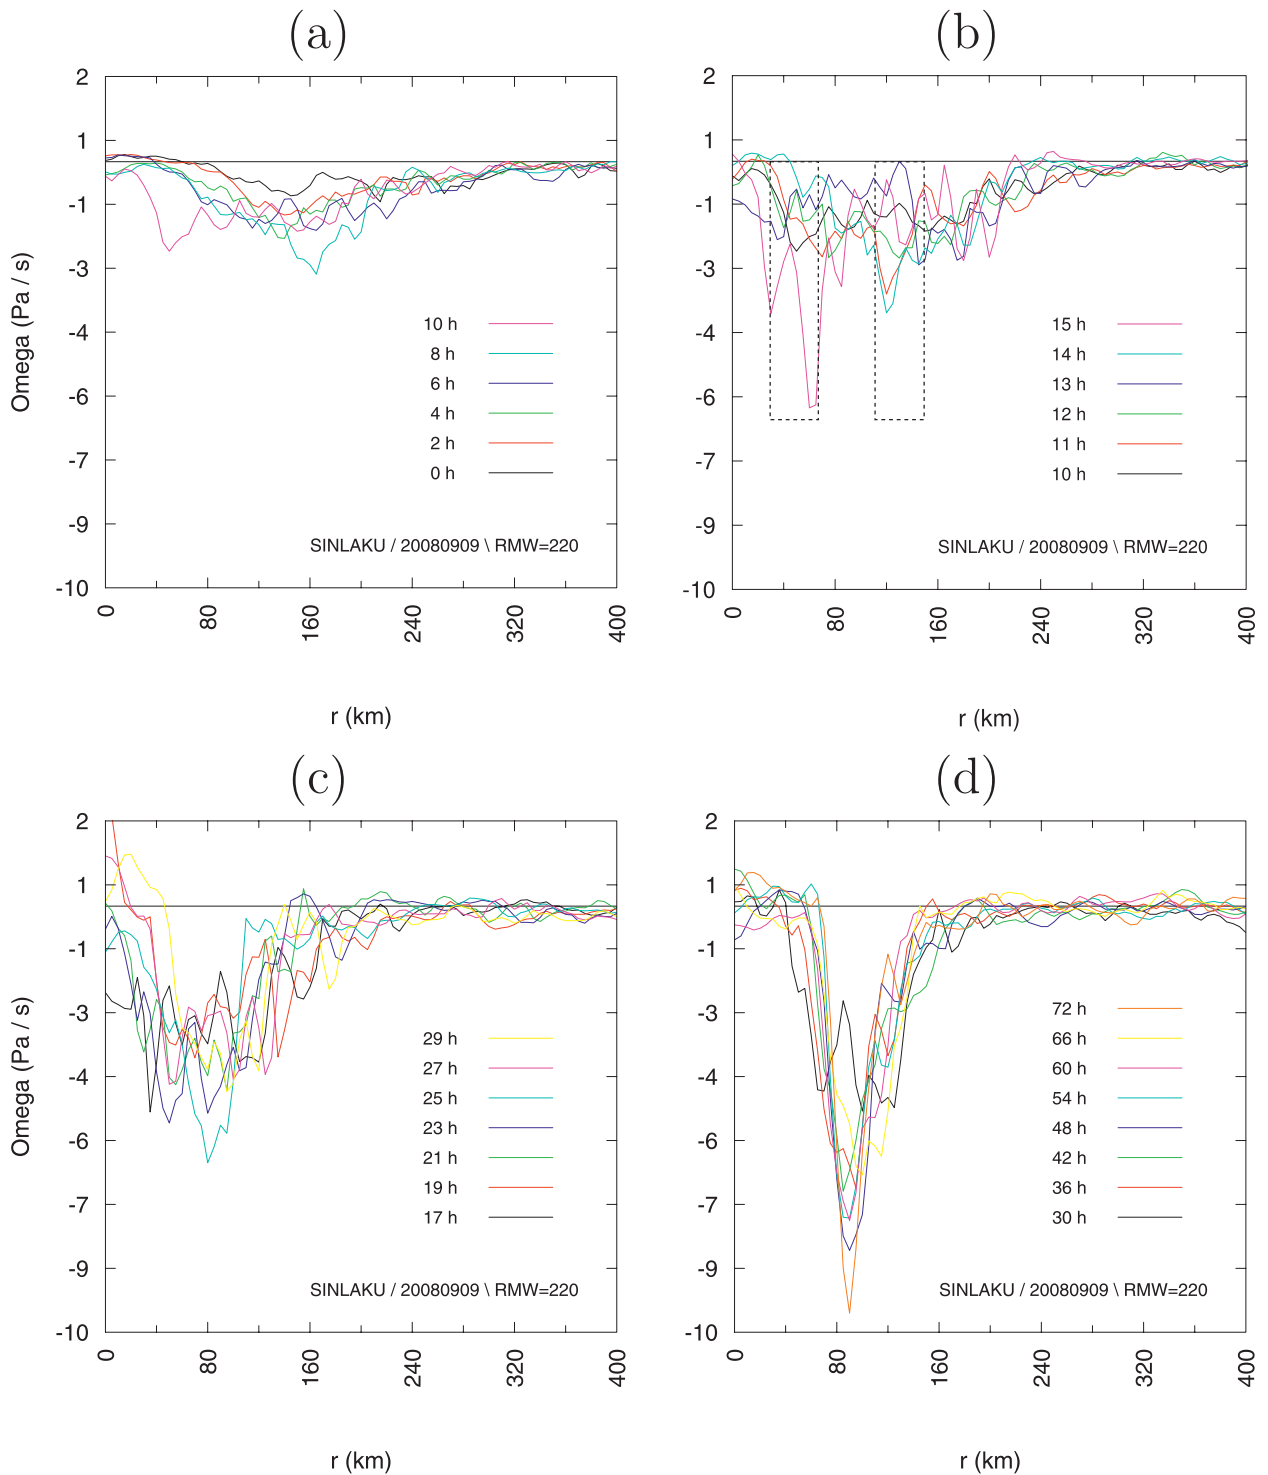 (a)
2
1
-1
-3
-4
-6
-7
-9
-10
Omega (Pa / s)
10 h
8 h
6 h
4 h
2 h
0 h
SINLAKU / 20080909 \ RMW=220
0
80
160
240
320
400
r (km)
(b)
2
1
-1
-3
-4
-6
-7
-9
-10
15 h
14 h
13 h
12 h
11 h
10 h
SINLAKU / 20080909 \ RMW=220
0
80
160
240
320
400
r (km)
(c)
2
1
-1
-3
-4
-6
-7
-9
-10
Omega (Pa / s)
29 h
27 h
25 h
23 h
21 h
19 h
17 h
SINLAKU / 20080909 \ RMW=220
0
80
160
240
320
400
r (km)
(d)
2
1
-1
-3
-4
-6
-7
-9
-10
72 h
66 h
60 h
54 h
48 h
42 h
36 h
30 h
SINLAKU / 20080909 \ RMW=220
0
80
160
240
320
400
r (km)